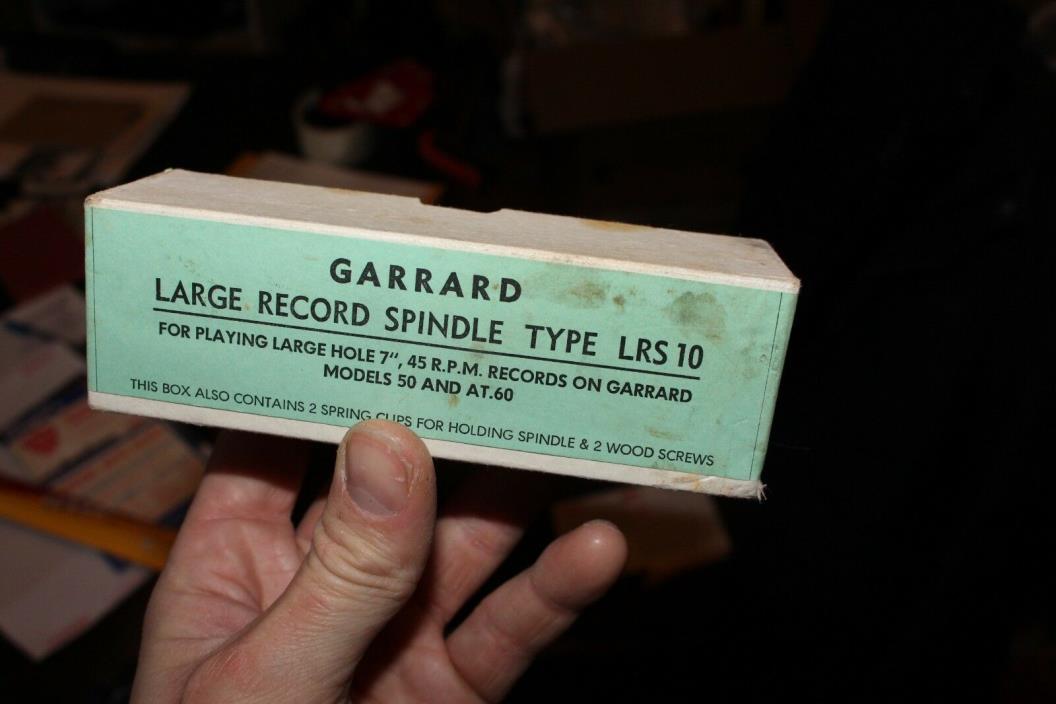 GARRARD
LARGE RECORD SPINDLE TYPE LRS 10
FOR PLAYING LARGE HOLE 7", 45 R.P.M. RECORDS ON GARRARD
MODELS 50 AND AT.60
THIS BOX ALSO CONTAINS 2 SPRING CLIPS FOR HOLDING SPINDLE & 2 WOOD SCREWS